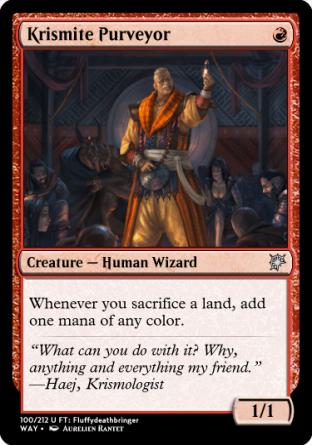 Krismite Purveyor
Creature — Human Wizard
Whenever you sacrifice a land, add
one mana of any color.
“What can you do with it? Why,
anything and everything my friend.”
—Haej, Krismologist
1/1
100/212 U FT: Fluffydeathbringer
WAY • Aurelien Rantet